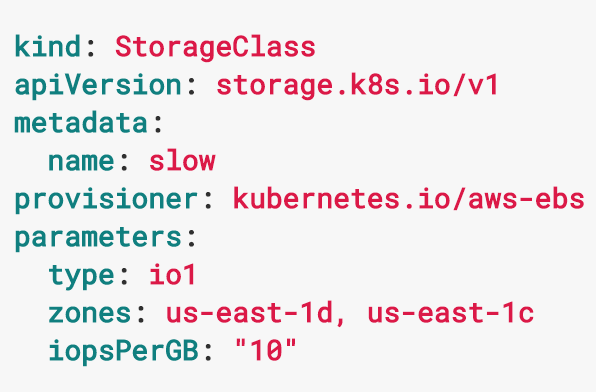 kind: StorageClass
apiVersion: storage.k8s.io/v1
metadata:
  name: slow
provisioner: kubernetes.io/aws-ebs
parameters:
  type: io1
  zones: us-east-1d, us-east-1c
  iopsPerGB: "10"